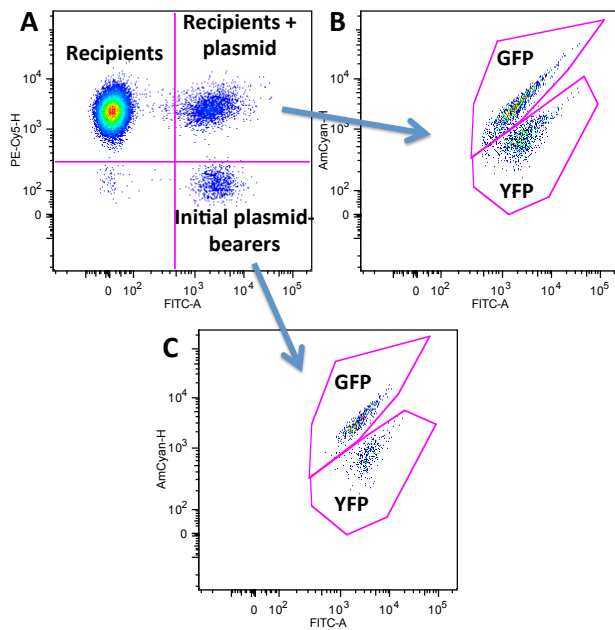 A
Recipients
Recipients +
plasmid
Initial plasmid-
bearers
PE-Cy5-H
10^4
10^3
10^2
0
0 10^2 10^3 10^4 10^5
FITC-A
B
GFP
YFP
AmCyan-H
10^4
10^3
10^2
0
0 10^2 10^3 10^4 10^5
FITC-A
C
GFP
YFP
AmCyan-H
10^4
10^3
10^2
0
0 10^2 10^3 10^4 10^5
FITC-A